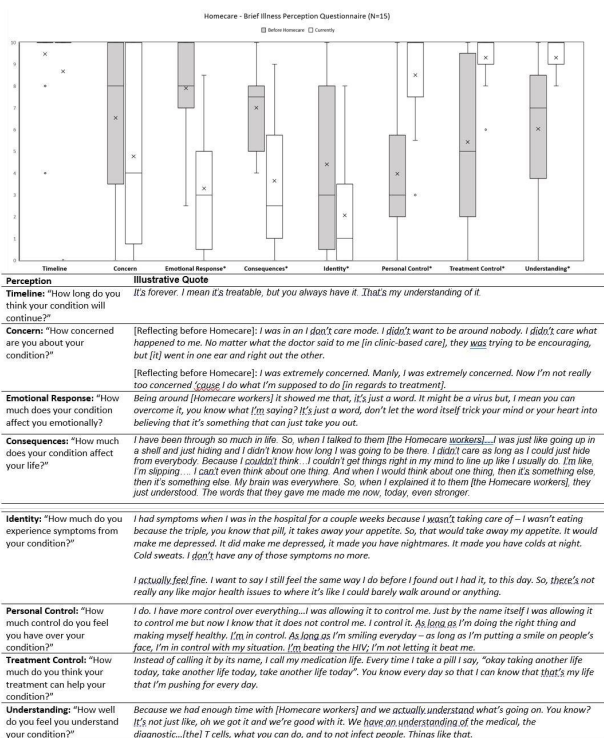 Homecare - Brief Illness Perception Questionnaire (N=15)
Before Homecare Currently
10
9
8
7
6
5
4
3
2
1
0
Timeline Concern Emotional Response* Consequences* Identity* Personal Control* Treatment Control* Understanding*
Perception Illustrative Quote
Timeline: "How long do you
think your condition will
continue?"
It's forever. I mean it's treatable, but you always have it. That's my understanding of it.
Concern: "How concerned
are you about your
condition?"
[Reflecting before Homecare]: I was in an I don't care mode. I didn't want to be around nobody. I didn't care what
happened to me. No matter what the doctor said to me [in clinic-based care], they was trying to be encouraging,
but [it] went in one ear and right out the other.
[Reflecting before Homecare]: I was extremely concerned. Manly, I was extremely concerned. Now I'm not really
too concerned 'cause I do what I'm supposed to do [in regards to treatment].
Emotional Response: "How
much does your condition
affect you emotionally?
Being around [Homecare workers] it showed me that, it's just a word. It might be a virus but, I mean you can
overcome it, you know what I'm saying? It's just a word, don't let the word itself trick your mind or your heart into
believing that it's something that can just take you out.
Consequences: "How much
does your condition affect
your life?"
I have been through so much in life. So, when I talked to them [the Homecare workers]....I was just like going up in
a shell and just hiding and I didn't know how long I was going to be there. I didn't care as long as I could just hide
from everybody. Because I couldn't think…I couldn't get things right in my mind to line up like I usually do. I'm like,
I'm slipping…. I can't even think about one thing. And when I would think about one thing, then it's something else,
then it's something else. My brain was everywhere. So, when I explained it to them [the Homecare workers], they
just understood. The words that they gave me made me now, today, even stronger.
Identity: "How much do you
experience symptoms from
your condition?"
I had symptoms when I was in the hospital for a couple weeks because I wasn't taking care of – I wasn't eating
because the triple, you know that pill, it takes away your appetite. So, that would take away my appetite. It would
make me depressed. It did make me depressed, it made you have nightmares. It made you have colds at night.
Cold sweats. I don't have any of those symptoms no more.
I actually feel fine. I want to say I still feel the same way I do before I found out I had it, to this day. So, there's not
really any like major health issues to where it's like I could barely walk around or anything.
Personal Control: "How
much control do you feel
you have over your
condition?"
I do. I have more control over everything...I was allowing it to control me. Just by the name itself I was allowing it
to control me but now I know that it does not control me. I control it. As long as I'm doing the right thing and
making myself healthy. I'm in control. As long as I'm smiling everyday – as long as I'm putting a smile on people's
face, I'm in control with my situation. I'm beating the HIV; I'm not letting it beat me.
Treatment Control: "How
much do you think your
treatment can help your
condition?"
Instead of calling it by its name, I call my medication life. Every time I take a pill I say, "okay taking another life
today, take another life today, take another life today". You know every day so that I can know that that's my life
that I'm pushing for every day.
Understanding: "How well
do you feel you understand
your condition?"
Because we had enough time with [Homecare workers] and we actually understand what's going on. You know?
It's not just like, oh we got it and we're good with it. We have an understanding of the medical, the
diagnostic...[the] T cells, what you can do, and to not infect people. Things like that.